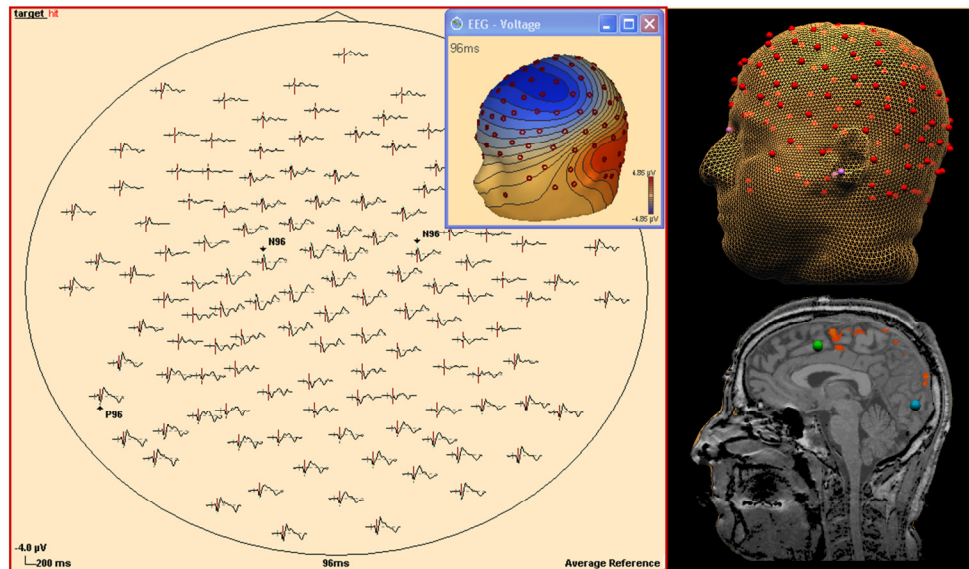 target hit
EEG - Voltage
96ms
4.85 µV
-4.85 µV
N96
N96
P96
-4.0 µV
200 ms
96ms
Average Reference